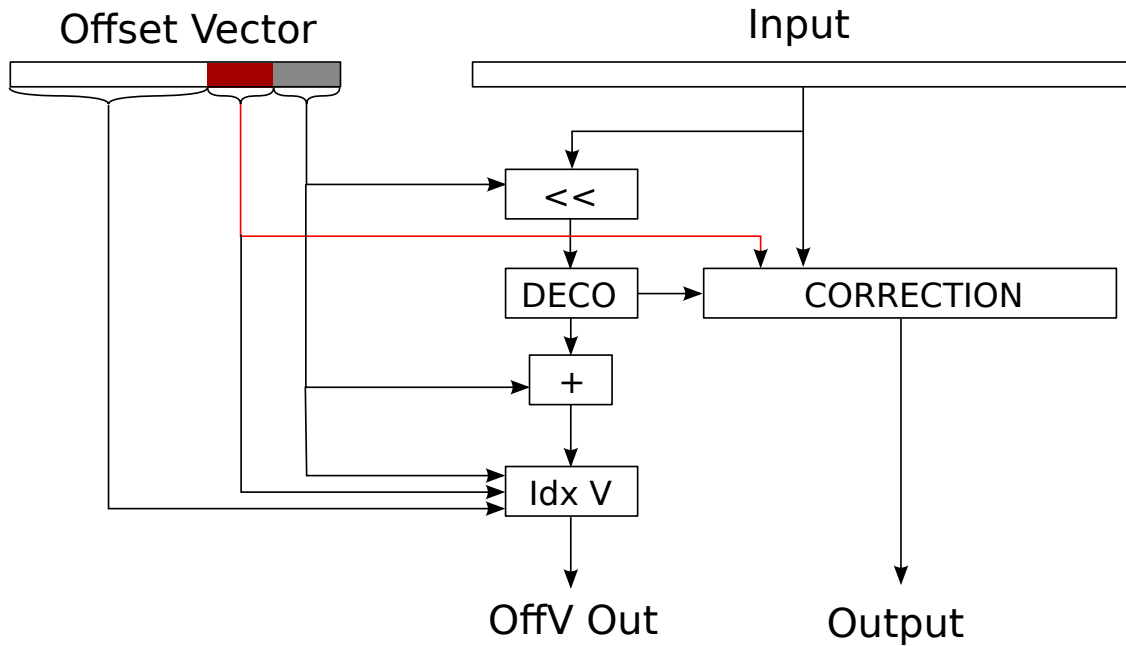 Offset Vector
Input
<<
DECO
CORRECTION
+
Idx V
OffV Out
Output